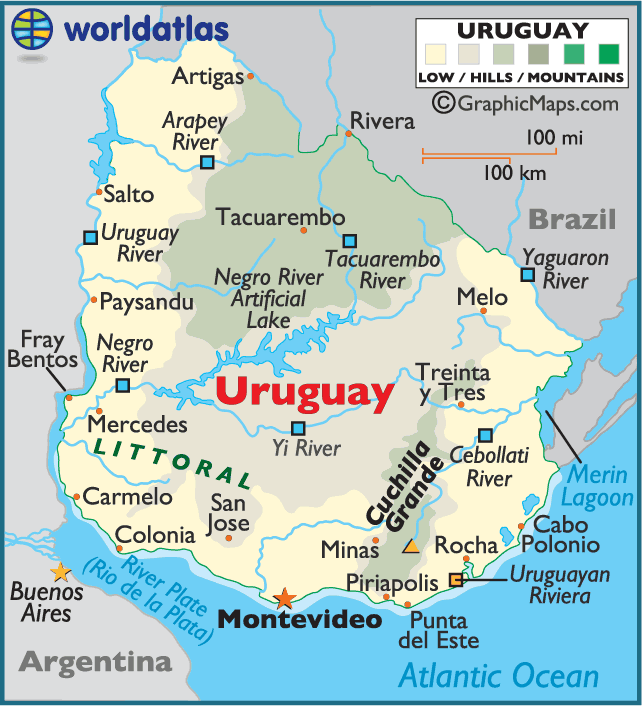 worldatlas
URUGUAY
LOW / HILLS / MOUNTAINS
©GraphicMaps.com
100 mi
100 km
Artigas
Arapey
River
Rivera
Salto
Uruguay
River
Tacuarembo
Tacuarembo
River
Brazil
Yaguaron
River
Negro River
Artificial
Lake
Paysandu
Melo
Fray
Bentos
Negro
River
Uruguay
Treinta
y Tres
Mercedes
Yi River
LITTORAL
Cuchilla
Grande
Cebollati
River
Merin
Lagoon
Carmelo
San
Jose
Colonia
Minas
Rocha
Cabo
Polonio
River Plate
(Rio de la Plata)
Buenos
Aires
Piriapolis
Uruguayan
Riviera
Montevideo
Punta
del Este
Argentina
Atlantic Ocean